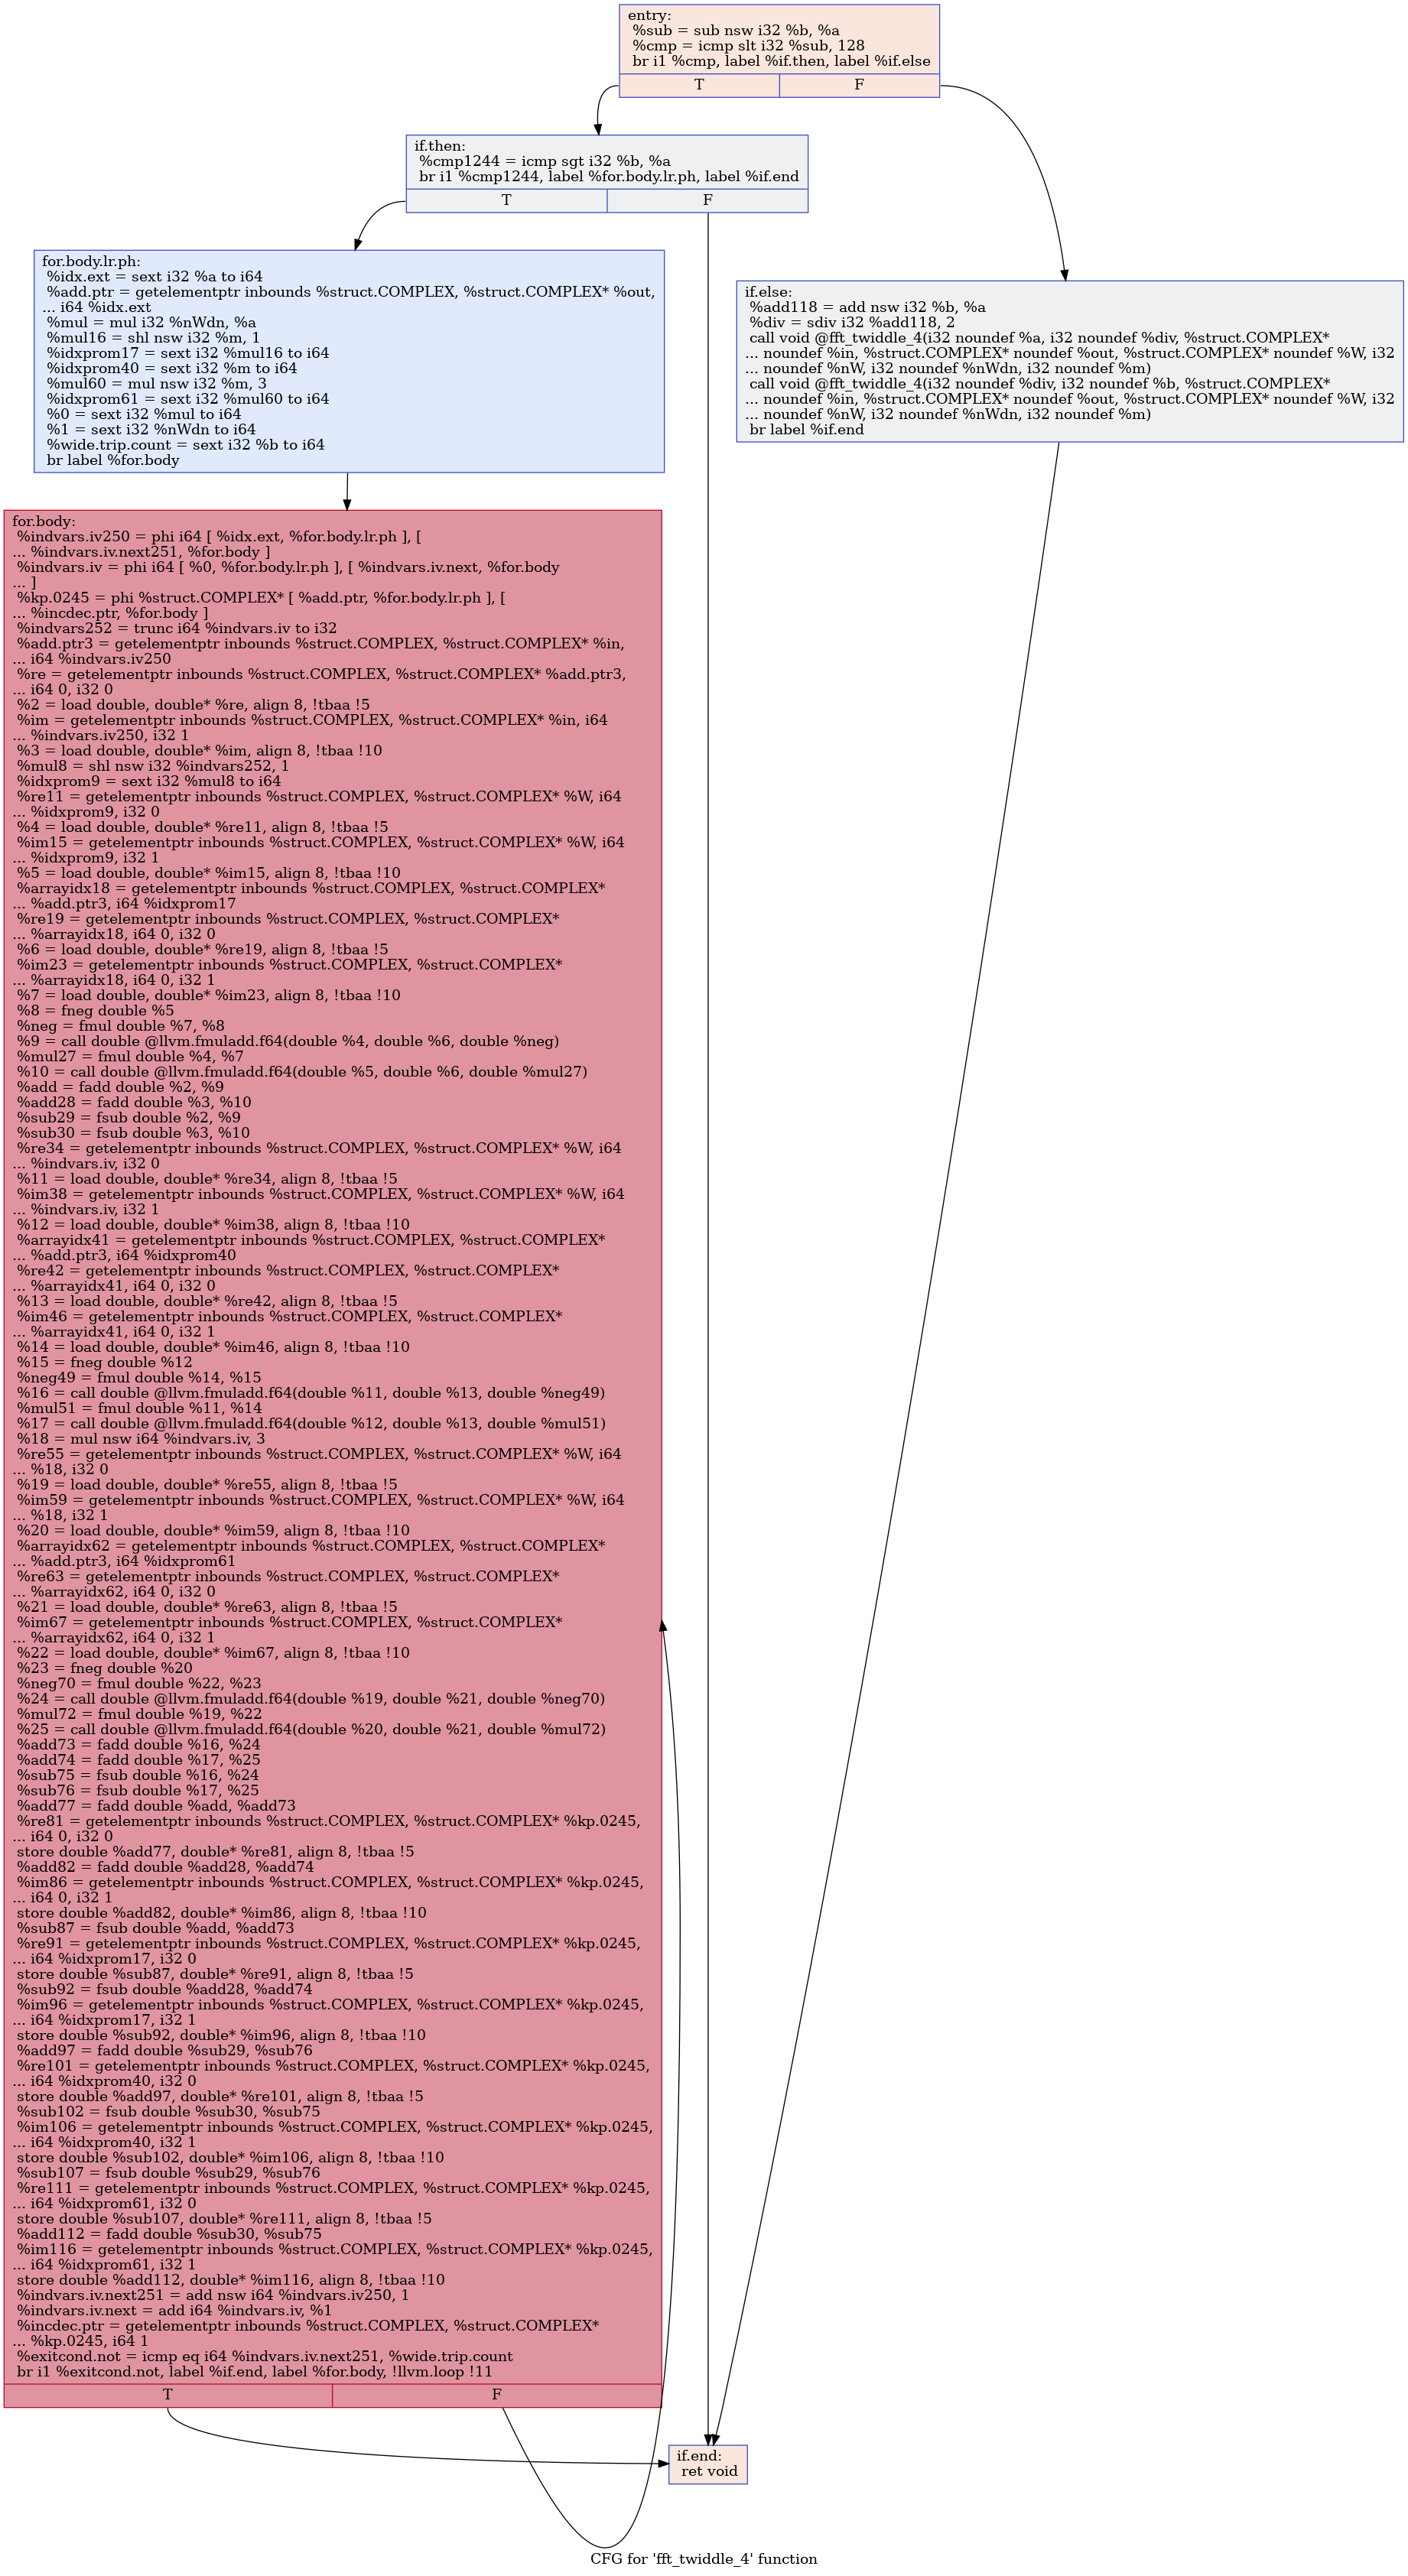 entry:
%sub = sub nsw i32 %b, %a
%cmp = icmp slt i32 %sub, 128
br i1 %cmp, label %if.then, label %if.else
T
F
if.then:
%cmp1244 = icmp sgt i32 %b, %a
br i1 %cmp1244, label %for.body.lr.ph, label %if.end
T
F
for.body.lr.ph:
%idx.ext = sext i32 %a to i64
%add.ptr = getelementptr inbounds %struct.COMPLEX, %struct.COMPLEX* %out,
... i64 %idx.ext
%mul = mul i32 %nWdn, %a
%mul16 = shl nsw i32 %m, 1
%idxprom17 = sext i32 %mul16 to i64
%idxprom40 = sext i32 %m to i64
%mul60 = mul nsw i32 %m, 3
%idxprom61 = sext i32 %mul60 to i64
%0 = sext i32 %mul to i64
%1 = sext i32 %nWdn to i64
%wide.trip.count = sext i32 %b to i64
br label %for.body
if.else:
%add118 = add nsw i32 %b, %a
%div = sdiv i32 %add118, 2
call void @fft_twiddle_4(i32 noundef %a, i32 noundef %div, %struct.COMPLEX*
... noundef %in, %struct.COMPLEX* noundef %out, %struct.COMPLEX* noundef %W, i32
... noundef %nW, i32 noundef %nWdn, i32 noundef %m)
call void @fft_twiddle_4(i32 noundef %div, i32 noundef %b, %struct.COMPLEX*
... noundef %in, %struct.COMPLEX* noundef %out, %struct.COMPLEX* noundef %W, i32
... noundef %nW, i32 noundef %nWdn, i32 noundef %m)
br label %if.end
for.body:
%indvars.iv250 = phi i64 [ %idx.ext, %for.body.lr.ph ], [
... %indvars.iv.next251, %for.body ]
%indvars.iv = phi i64 [ %0, %for.body.lr.ph ], [ %indvars.iv.next, %for.body
... ]
%kp.0245 = phi %struct.COMPLEX* [ %add.ptr, %for.body.lr.ph ], [
... %incdec.ptr, %for.body ]
%indvars252 = trunc i64 %indvars.iv to i32
%add.ptr3 = getelementptr inbounds %struct.COMPLEX, %struct.COMPLEX* %in,
... i64 %indvars.iv250
%re = getelementptr inbounds %struct.COMPLEX, %struct.COMPLEX* %add.ptr3,
... i64 0, i32 0
%2 = load double, double* %re, align 8, !tbaa !5
%im = getelementptr inbounds %struct.COMPLEX, %struct.COMPLEX* %in, i64
... %indvars.iv250, i32 1
%3 = load double, double* %im, align 8, !tbaa !10
%mul8 = shl nsw i32 %indvars252, 1
%idxprom9 = sext i32 %mul8 to i64
%re11 = getelementptr inbounds %struct.COMPLEX, %struct.COMPLEX* %W, i64
... %idxprom9, i32 0
%4 = load double, double* %re11, align 8, !tbaa !5
%im15 = getelementptr inbounds %struct.COMPLEX, %struct.COMPLEX* %W, i64
... %idxprom9, i32 1
%5 = load double, double* %im15, align 8, !tbaa !10
%arrayidx18 = getelementptr inbounds %struct.COMPLEX, %struct.COMPLEX*
... %add.ptr3, i64 %idxprom17
%re19 = getelementptr inbounds %struct.COMPLEX, %struct.COMPLEX*
... %arrayidx18, i64 0, i32 0
%6 = load double, double* %re19, align 8, !tbaa !5
%im23 = getelementptr inbounds %struct.COMPLEX, %struct.COMPLEX*
... %arrayidx18, i64 0, i32 1
%7 = load double, double* %im23, align 8, !tbaa !10
%8 = fneg double %5
%neg = fmul double %7, %8
%9 = call double @llvm.fmuladd.f64(double %4, double %6, double %neg)
%mul27 = fmul double %4, %7
%10 = call double @llvm.fmuladd.f64(double %5, double %6, double %mul27)
%add = fadd double %2, %9
%add28 = fadd double %3, %10
%sub29 = fsub double %2, %9
%sub30 = fsub double %3, %10
%re34 = getelementptr inbounds %struct.COMPLEX, %struct.COMPLEX* %W, i64
... %indvars.iv, i32 0
%11 = load double, double* %re34, align 8, !tbaa !5
%im38 = getelementptr inbounds %struct.COMPLEX, %struct.COMPLEX* %W, i64
... %indvars.iv, i32 1
%12 = load double, double* %im38, align 8, !tbaa !10
%arrayidx41 = getelementptr inbounds %struct.COMPLEX, %struct.COMPLEX*
... %add.ptr3, i64 %idxprom40
%re42 = getelementptr inbounds %struct.COMPLEX, %struct.COMPLEX*
... %arrayidx41, i64 0, i32 0
%13 = load double, double* %re42, align 8, !tbaa !5
%im46 = getelementptr inbounds %struct.COMPLEX, %struct.COMPLEX*
... %arrayidx41, i64 0, i32 1
%14 = load double, double* %im46, align 8, !tbaa !10
%15 = fneg double %12
%neg49 = fmul double %14, %15
%16 = call double @llvm.fmuladd.f64(double %11, double %13, double %neg49)
%mul51 = fmul double %11, %14
%17 = call double @llvm.fmuladd.f64(double %12, double %13, double %mul51)
%18 = mul nsw i64 %indvars.iv, 3
%re55 = getelementptr inbounds %struct.COMPLEX, %struct.COMPLEX* %W, i64
... %18, i32 0
%19 = load double, double* %re55, align 8, !tbaa !5
%im59 = getelementptr inbounds %struct.COMPLEX, %struct.COMPLEX* %W, i64
... %18, i32 1
%20 = load double, double* %im59, align 8, !tbaa !10
%arrayidx62 = getelementptr inbounds %struct.COMPLEX, %struct.COMPLEX*
... %add.ptr3, i64 %idxprom61
%re63 = getelementptr inbounds %struct.COMPLEX, %struct.COMPLEX*
... %arrayidx62, i64 0, i32 0
%21 = load double, double* %re63, align 8, !tbaa !5
%im67 = getelementptr inbounds %struct.COMPLEX, %struct.COMPLEX*
... %arrayidx62, i64 0, i32 1
%22 = load double, double* %im67, align 8, !tbaa !10
%23 = fneg double %20
%neg70 = fmul double %22, %23
%24 = call double @llvm.fmuladd.f64(double %19, double %21, double %neg70)
%mul72 = fmul double %19, %22
%25 = call double @llvm.fmuladd.f64(double %20, double %21, double %mul72)
%add73 = fadd double %16, %24
%add74 = fadd double %17, %25
%sub75 = fsub double %16, %24
%sub76 = fsub double %17, %25
%add77 = fadd double %add, %add73
%re81 = getelementptr inbounds %struct.COMPLEX, %struct.COMPLEX* %kp.0245,
... i64 0, i32 0
store double %add77, double* %re81, align 8, !tbaa !5
%add82 = fadd double %add28, %add74
%im86 = getelementptr inbounds %struct.COMPLEX, %struct.COMPLEX* %kp.0245,
... i64 0, i32 1
store double %add82, double* %im86, align 8, !tbaa !10
%sub87 = fsub double %add, %add73
%re91 = getelementptr inbounds %struct.COMPLEX, %struct.COMPLEX* %kp.0245,
... i64 %idxprom17, i32 0
store double %sub87, double* %re91, align 8, !tbaa !5
%sub92 = fsub double %add28, %add74
%im96 = getelementptr inbounds %struct.COMPLEX, %struct.COMPLEX* %kp.0245,
... i64 %idxprom17, i32 1
store double %sub92, double* %im96, align 8, !tbaa !10
%add97 = fadd double %sub29, %sub76
%re101 = getelementptr inbounds %struct.COMPLEX, %struct.COMPLEX* %kp.0245,
... i64 %idxprom40, i32 0
store double %add97, double* %re101, align 8, !tbaa !5
%sub102 = fsub double %sub30, %sub75
%im106 = getelementptr inbounds %struct.COMPLEX, %struct.COMPLEX* %kp.0245,
... i64 %idxprom40, i32 1
store double %sub102, double* %im106, align 8, !tbaa !10
%sub107 = fsub double %sub29, %sub76
%re111 = getelementptr inbounds %struct.COMPLEX, %struct.COMPLEX* %kp.0245,
... i64 %idxprom61, i32 0
store double %sub107, double* %re111, align 8, !tbaa !5
%add112 = fadd double %sub30, %sub75
%im116 = getelementptr inbounds %struct.COMPLEX, %struct.COMPLEX* %kp.0245,
... i64 %idxprom61, i32 1
store double %add112, double* %im116, align 8, !tbaa !10
%indvars.iv.next251 = add nsw i64 %indvars.iv250, 1
%indvars.iv.next = add i64 %indvars.iv, %1
%incdec.ptr = getelementptr inbounds %struct.COMPLEX, %struct.COMPLEX*
... %kp.0245, i64 1
%exitcond.not = icmp eq i64 %indvars.iv.next251, %wide.trip.count
br i1 %exitcond.not, label %if.end, label %for.body, !llvm.loop !11
T
F
if.end:
ret void
CFG for 'fft_twiddle_4' function